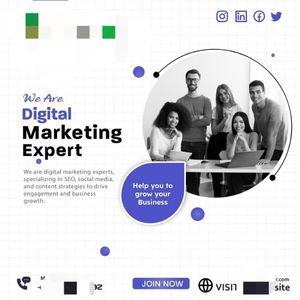 We Are
Digital
Marketing
Expert
We are digital marketing experts,
specializing in SEO, social media,
and content strategies to drive
engagement and business
growth.
Help you to
grow your
Business
JOIN NOW
VISIT
r.com
site